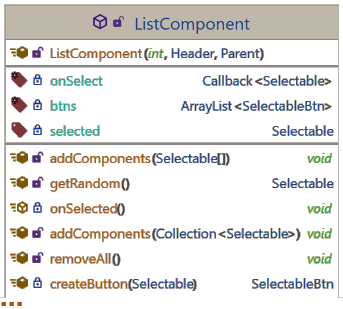 ListComponent
ListComponent(int, Header, Parent)
onSelect Callback<Selectable>
btns ArrayList<SelectableBtn>
selected Selectable
addComponents(Selectable[]) void
getRandom() Selectable
onSelected() void
addComponents(Collection<Selectable>) void
removeAll() void
createButton(Selectable) SelectableBtn